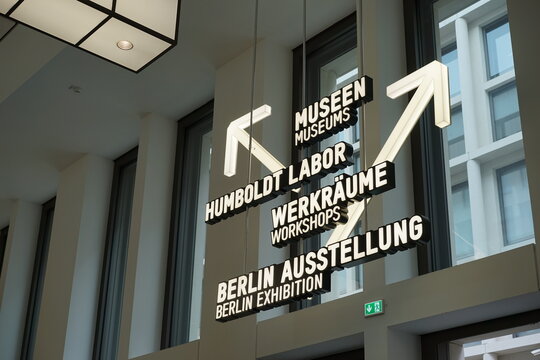 MUSEEN
MUSEUMS
HUMBOLDT LABOR
WERKRÄUME
WORKSHOPS
BERLIN AUSSTELLUNG
BERLIN EXHIBITION